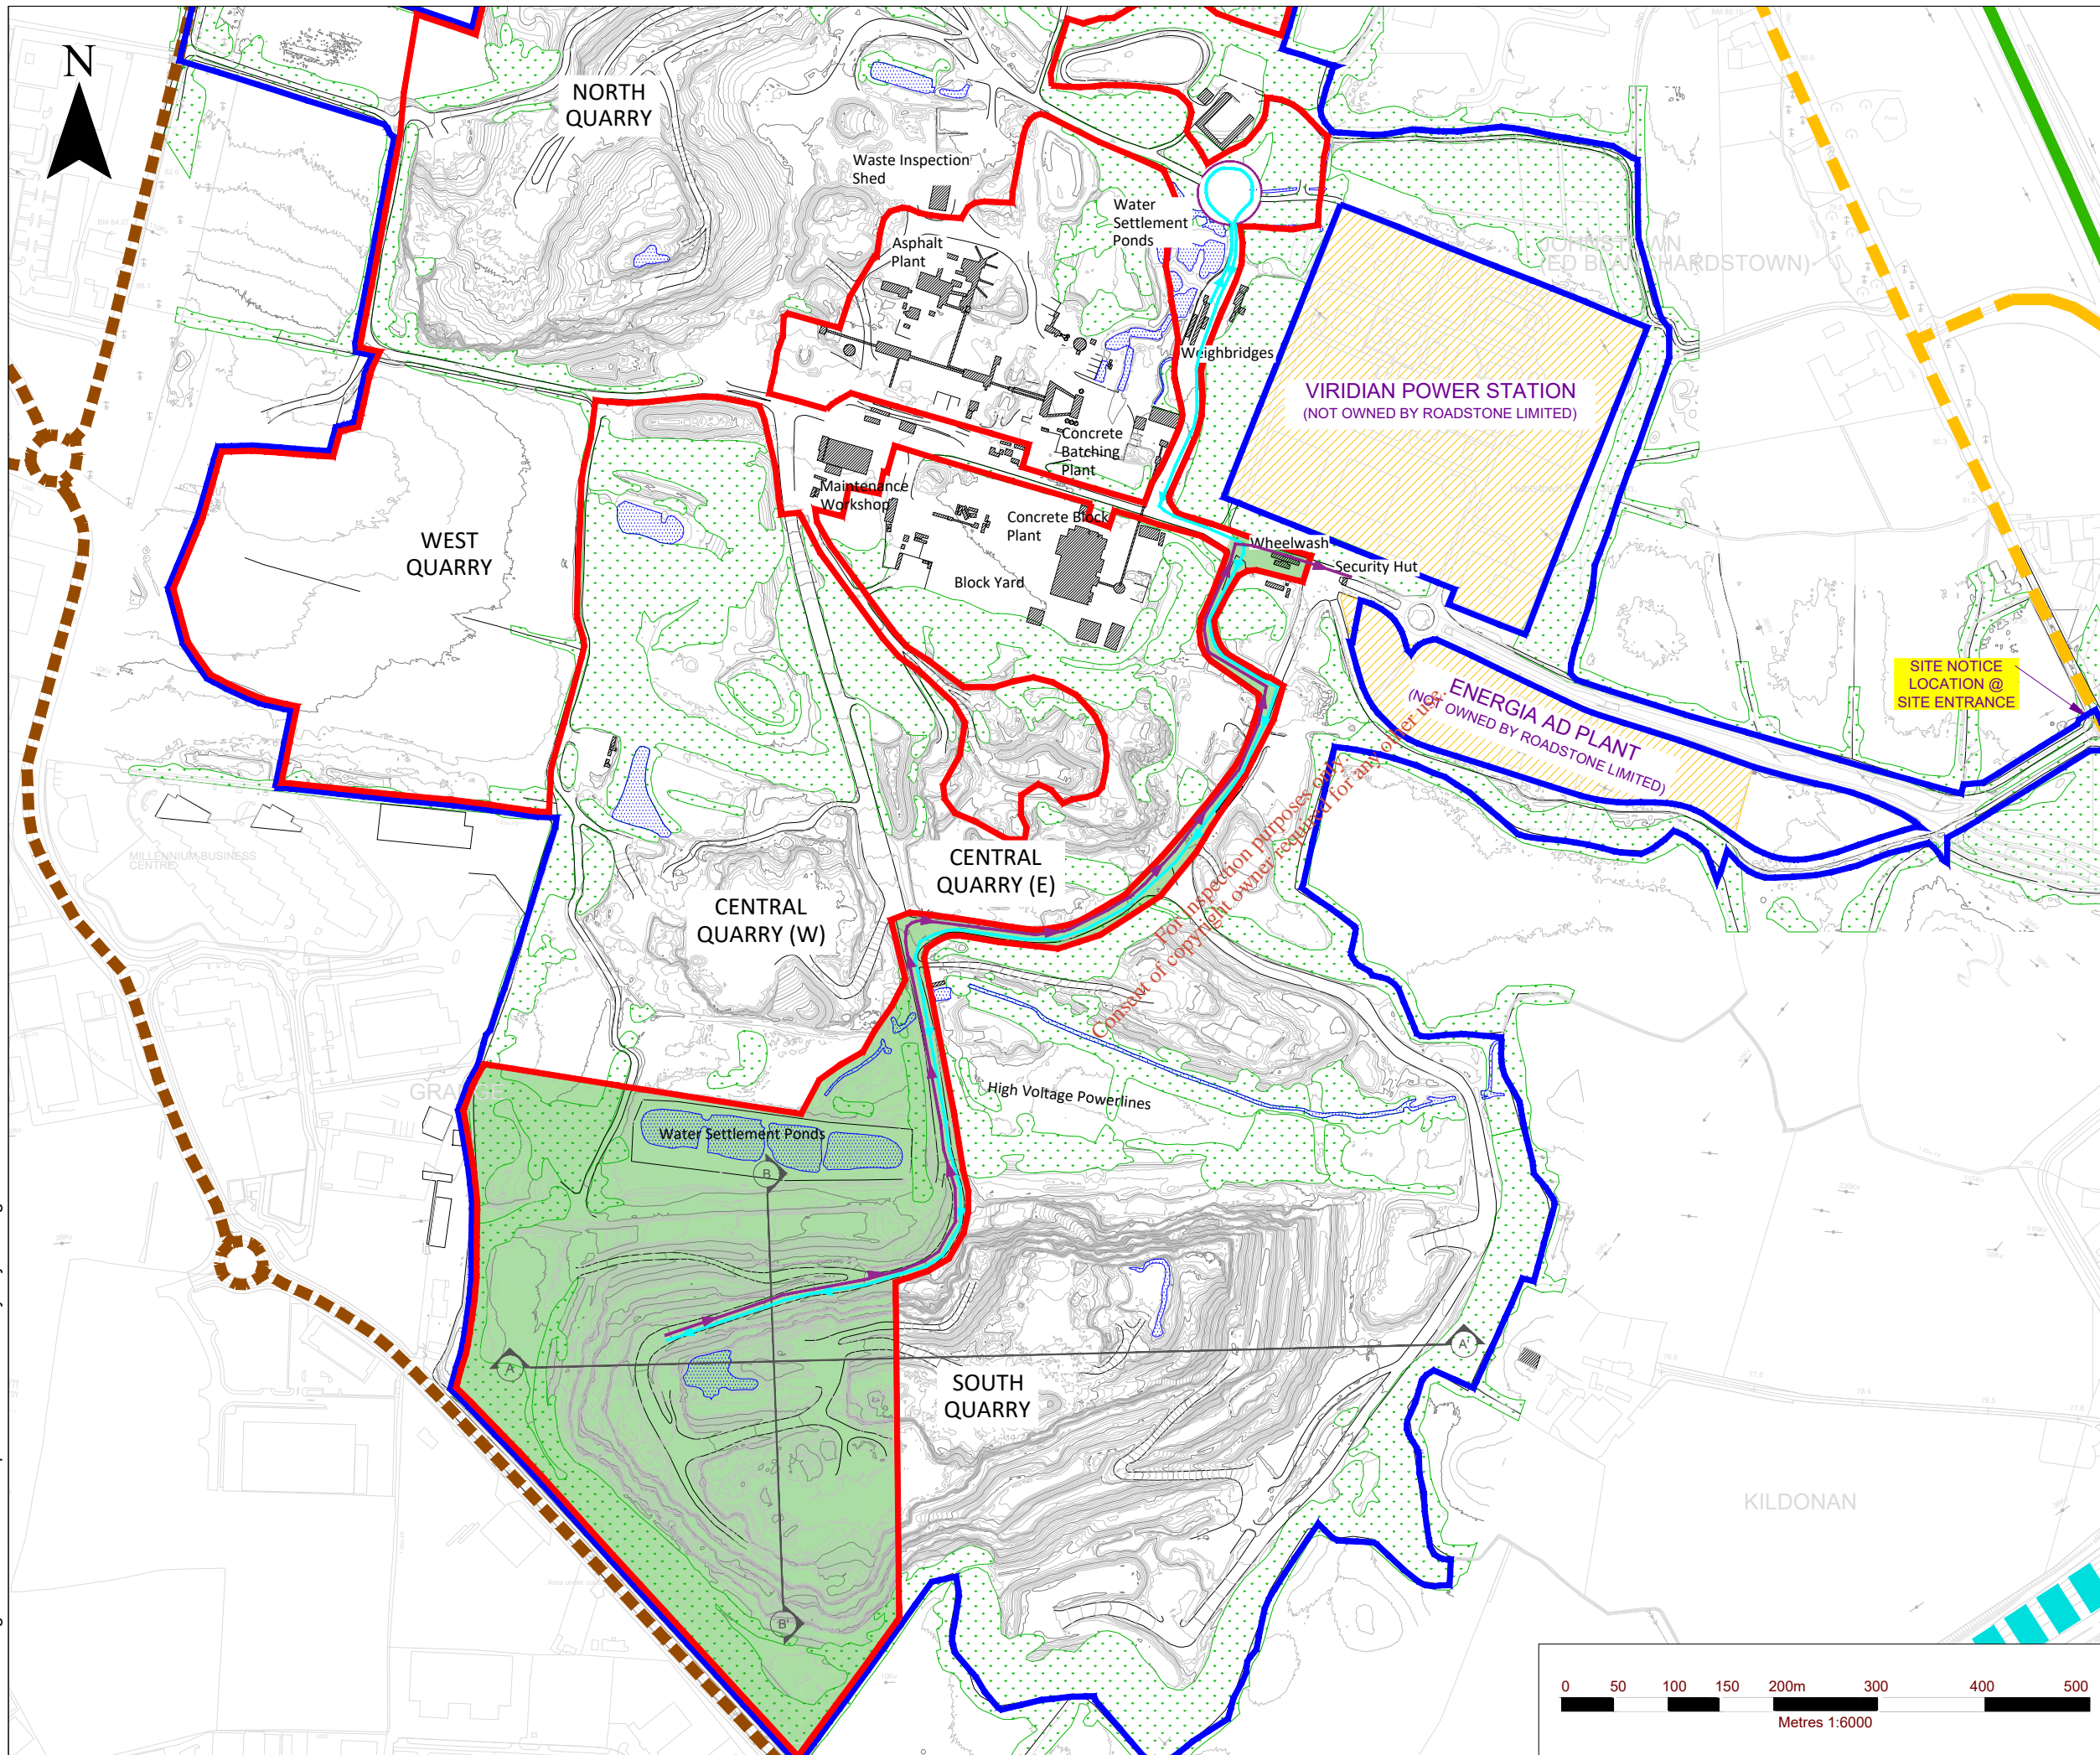 N
NORTH
QUARRY
Waste Inspection
Shed
Water
Settlement
Ponds
Asphalt
Plant
JOHNSTOWN
(ED BLANCHARDSTOWN)
Weighbridges
VIRIDIAN POWER STATION
(NOT OWNED BY ROADSTONE LIMITED)
Concrete
Batching
Plant
Maintenance
Workshop
Concrete Block
Plant
Wheelwash
Security Hut
Block Yard
WEST
QUARRY
SITE NOTICE
LOCATION @
SITE ENTRANCE
ENERGIA AD PLANT
(NOT OWNED BY ROADSTONE LIMITED)
MILLENNIUM BUSINESS
CENTRE
CENTRAL
QUARRY (E)
CENTRAL
QUARRY (W)
For inspection purposes only.
Consent of copyright owner required for any other use.
GRANGE
High Voltage Powerlines
Water Settlement Ponds
B
A
A'
SOUTH
QUARRY
KILDONAN
B'
0 50 100 150 200m 300 400 500
Metres 1:6000